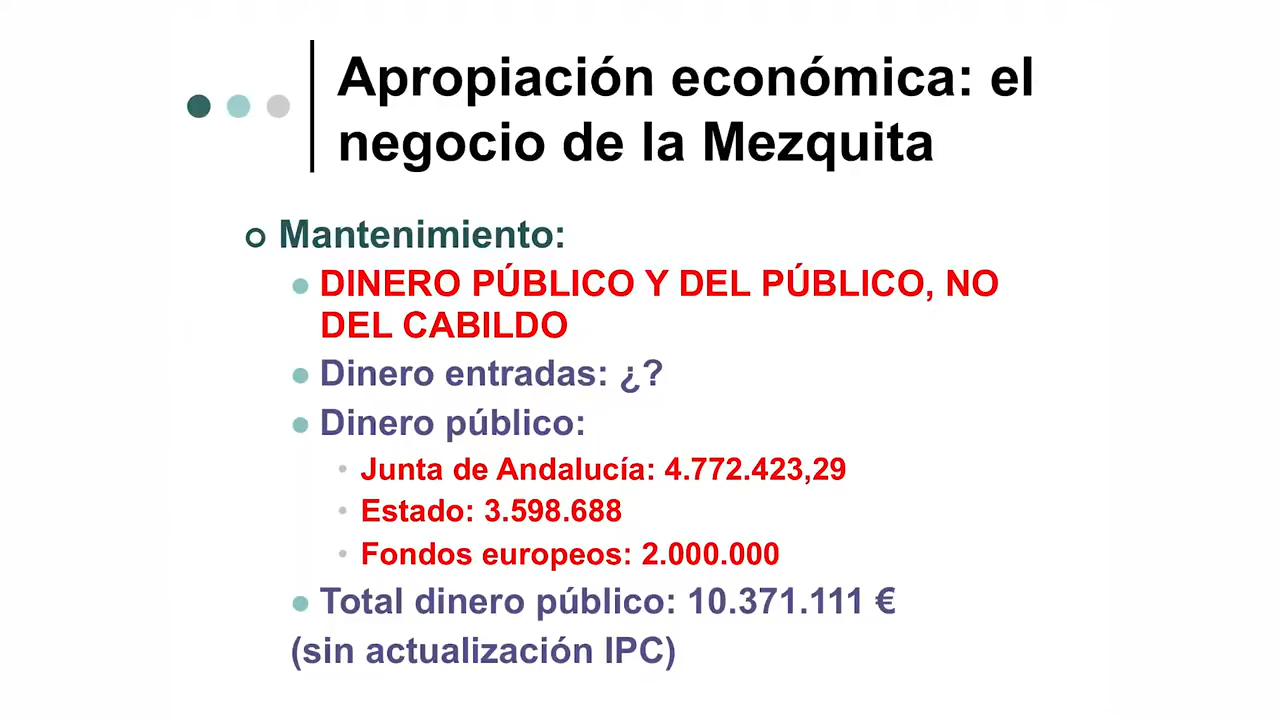 Apropiación económica: el
negocio de la Mezquita
Mantenimiento:
DINERO PÚBLICO Y DEL PÚBLICO, NO
DEL CABILDO
Dinero entradas: ¿?
Dinero público:
Junta de Andalucía: 4.772.423,29
Estado: 3.598.688
Fondos europeos: 2.000.000
Total dinero público: 10.371.111 €
(sin actualización IPC)